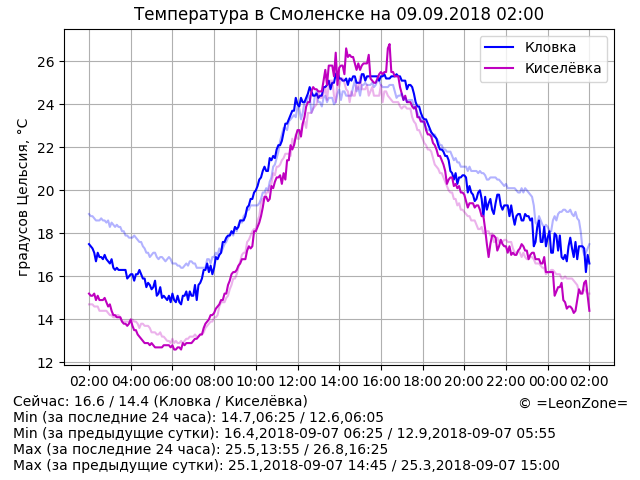 Температура в Смоленске на 09.09.2018 02:00
Кловка
Киселёвка
градусов Цельсия, °C
26
24
22
20
18
16
14
12
02:00 04:00 06:00 08:00 10:00 12:00 14:00 16:00 18:00 20:00 22:00 00:00 02:00
Сейчас: 16.6 / 14.4 (Кловка / Киселёвка)
© =LeonZone=
Min (за последние 24 часа): 14.7,06:25 / 12.6,06:05
Min (за предыдущие сутки): 16.4,2018-09-07 06:25 / 12.9,2018-09-07 05:55
Max (за последние 24 часа): 25.5,13:55 / 26.8,16:25
Max (за предыдущие сутки): 25.1,2018-09-07 14:45 / 25.3,2018-09-07 15:00